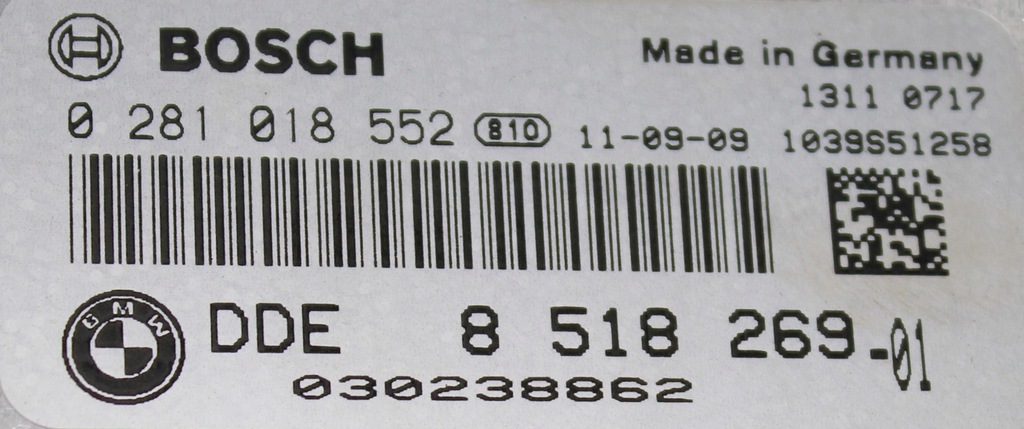 BOSCH
Made in Germany
1311 0717
0 281 018 552 810 11-09-09 1039S51258
BMW
DDE 8 518 269-01
030238862